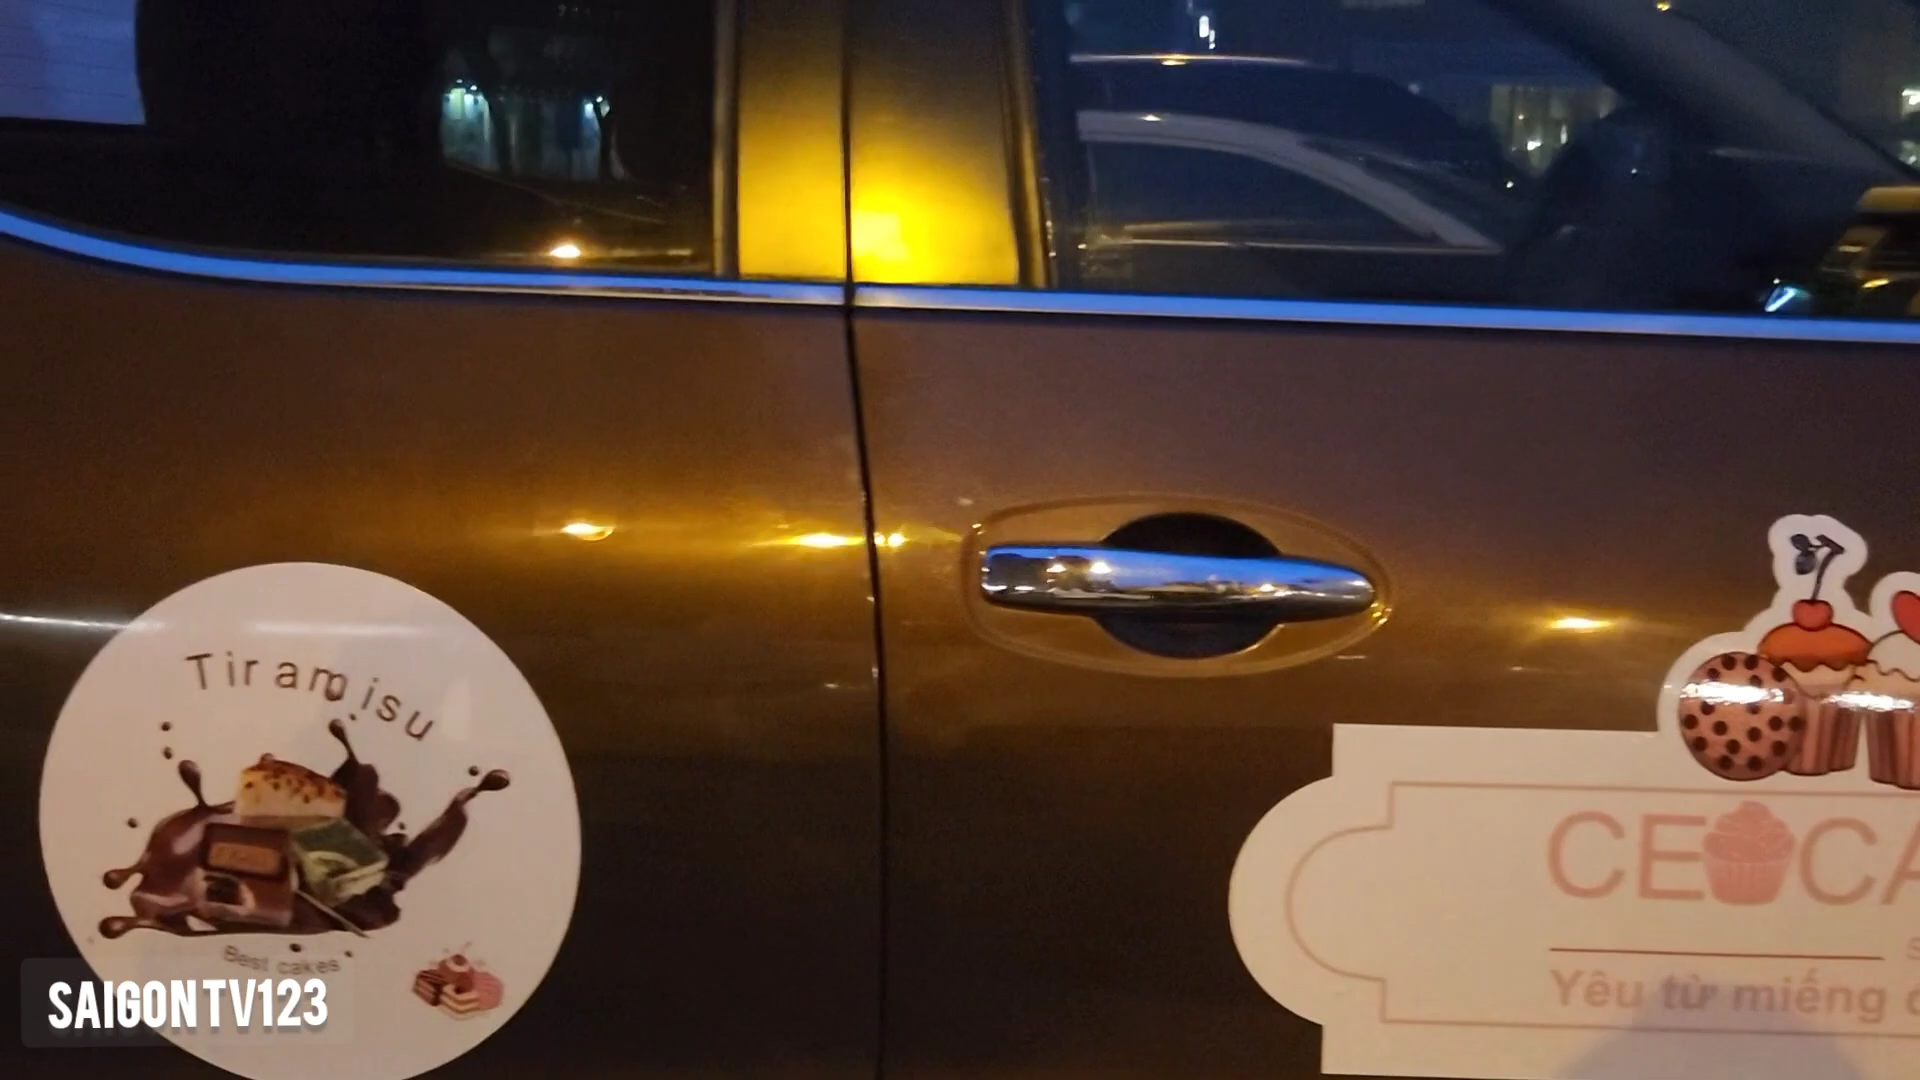 Tiramisu
Best cakes
CE CA
Yêu từ miếng
SAIGONTV123